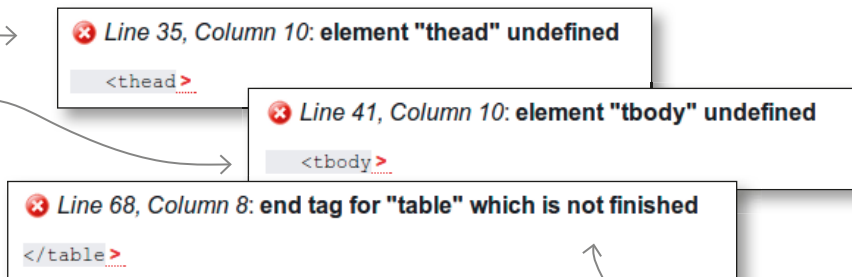 Line 35, Column 10: element "thead" undefined
<thead>
Line 41, Column 10: element "tbody" undefined
<tbody>
Line 68, Column 8: end tag for "table" which is not finished
</table>